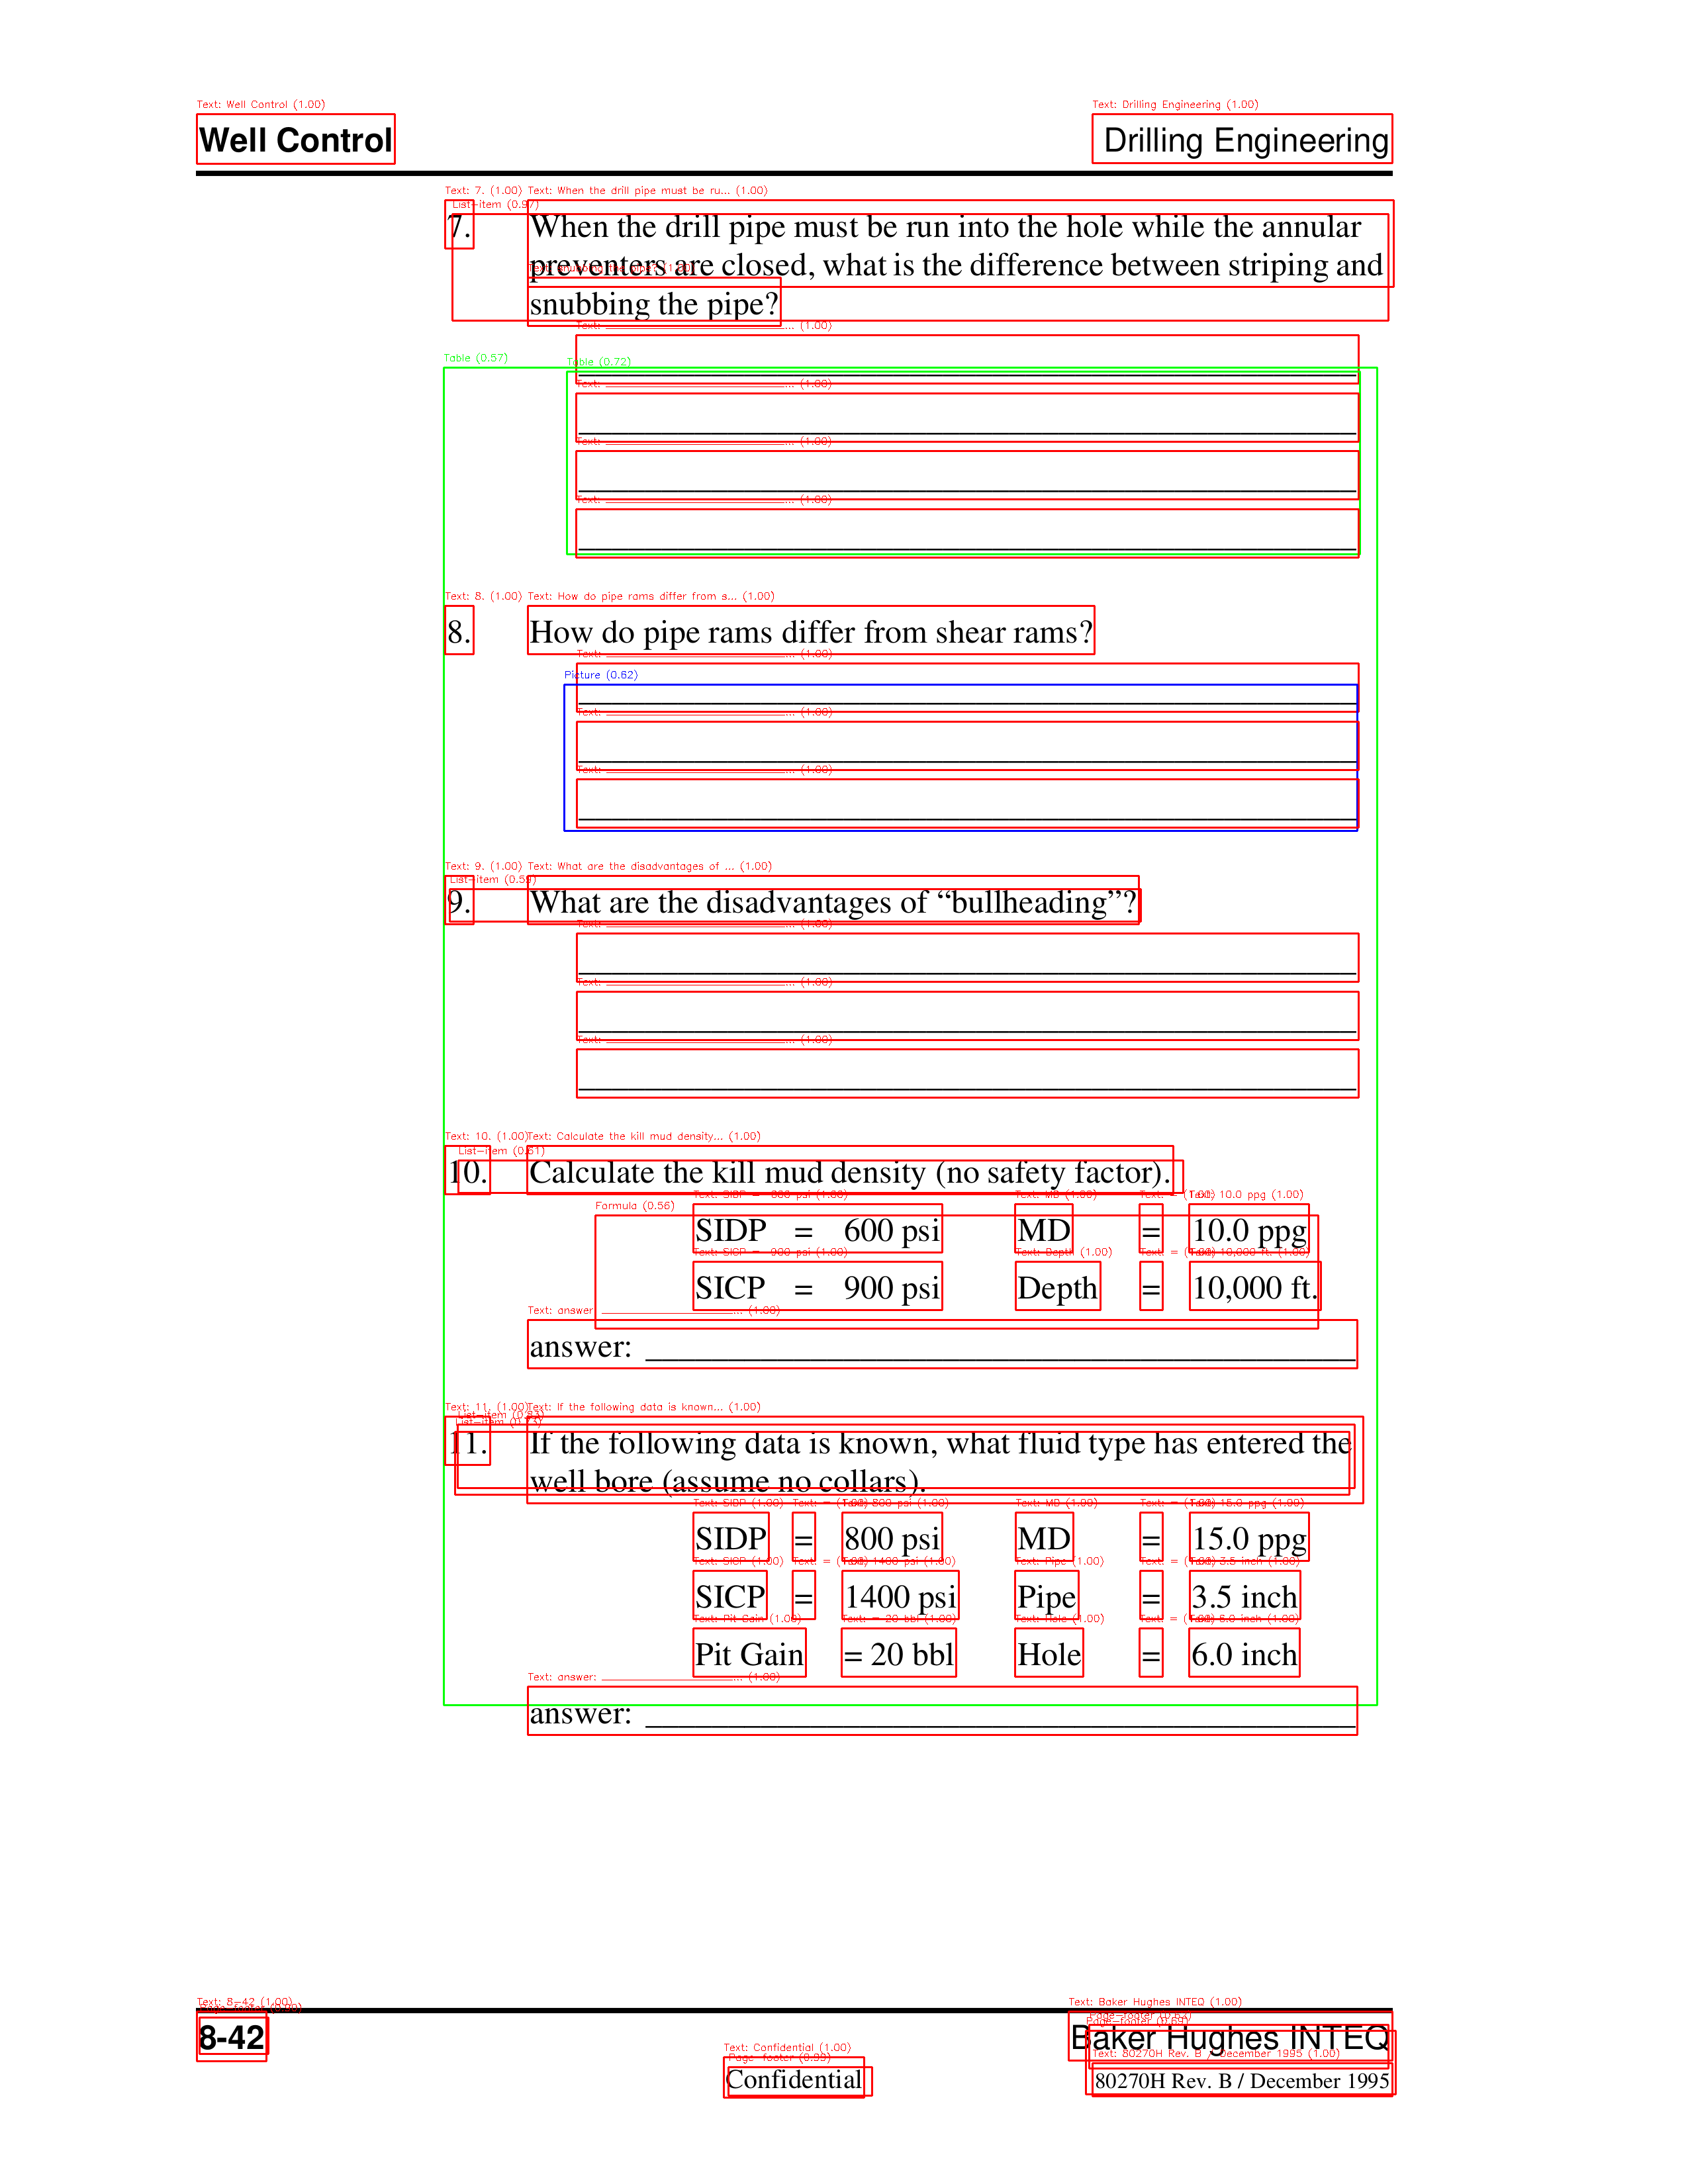 Well Control Drilling Engineering
7. When the drill pipe must be run into the hole while the annular
preventers are closed, what is the difference between striping and
snubbing the pipe?
8. How do pipe rams differ from shear rams?
9. What are the disadvantages of “bullheading”?
10. Calculate the kill mud density (no safety factor).
SIDP = 600 psi MD = 10.0 ppg
SICP = 900 psi Depth = 10,000 ft.
answer: ____________________
11. If the following data is known, what fluid type has entered the
well bore (assume no collars).
SIDP = 800 psi MD = 15.0 ppg
SICP = 1400 psi Pipe = 3.5 inch
Pit Gain = 20 bbl Hole = 6.0 inch
answer: ____________________
8-42 Baker Hughes INTEQ
Confidential 80270H Rev. B / December 1995